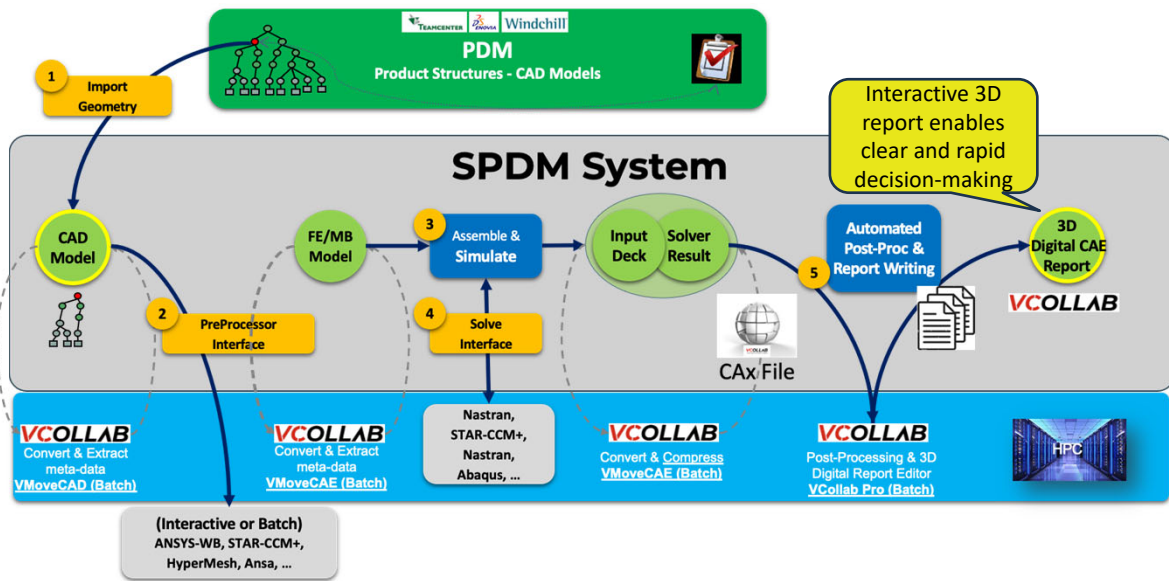 TEAMCENTER
ENOVIA
Windchill
PDM
Product Structures - CAD Models
1
Import
Geometry
Interactive 3D
report enables
clear and rapid
decision-making
SPDM System
CAD
Model
FE/MB
Model
3
Assemble &
Simulate
Input
Deck
Solver
Result
Automated
Post-Proc &
Report Writing
5
3D
Digital CAE
Report
VCOLLAB
2
PreProcessor
Interface
4
Solve
Interface
VCOLLAB
CAx File
VCOLLAB
Convert & Extract
meta-data
VMoveCAD (Batch)
VCOLLAB
Convert & Extract
meta-data
VMoveCAE (Batch)
Nastran,
STAR-CCM+,
Nastran,
Abaqus, ...
VCOLLAB
Convert & Compress
VMoveCAE (Batch)
VCOLLAB
Post-Processing & 3D
Digital Report Editor
VCollab Pro (Batch)
HPC
(Interactive or Batch)
ANSYS-WB, STAR-CCM+,
HyperMesh, Ansa, ...